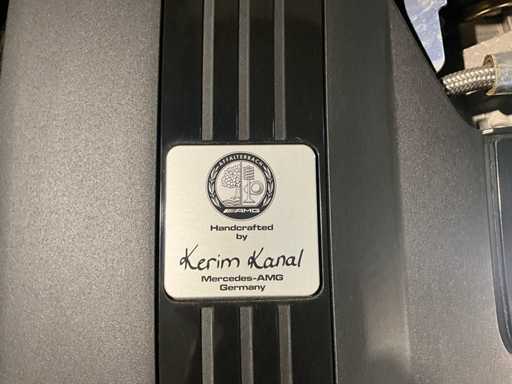 AFFALTERBACH
AMG
Handcrafted
by
Kerim Kanal
Mercedes-AMG
Germany